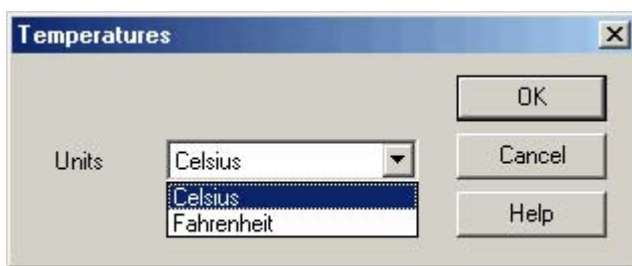 Temperatures
OK
Units
Celsius
Cancel
Celsius
Fahrenheit
Help